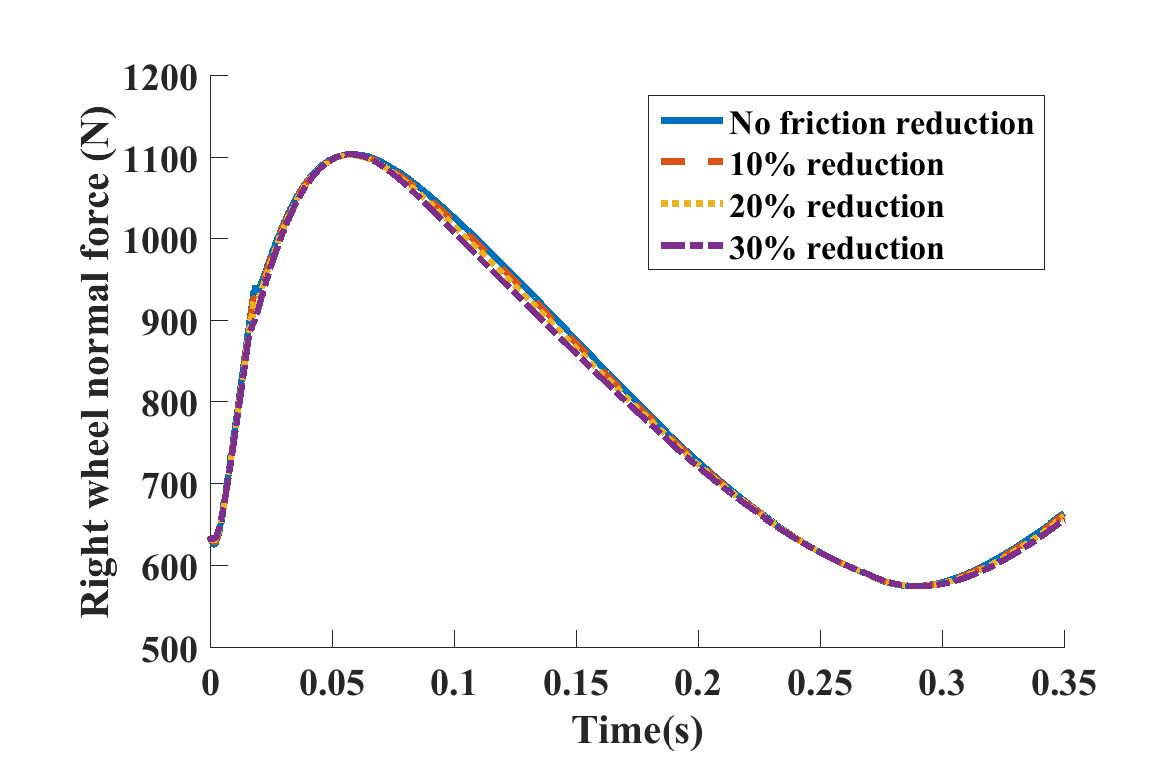 1200
1100
1000
900
800
700
600
500
Right wheel normal force (N)
No friction reduction
10% reduction
20% reduction
30% reduction
0
0.05
0.1
0.15
0.2
0.25
0.3
0.35
Time(s)